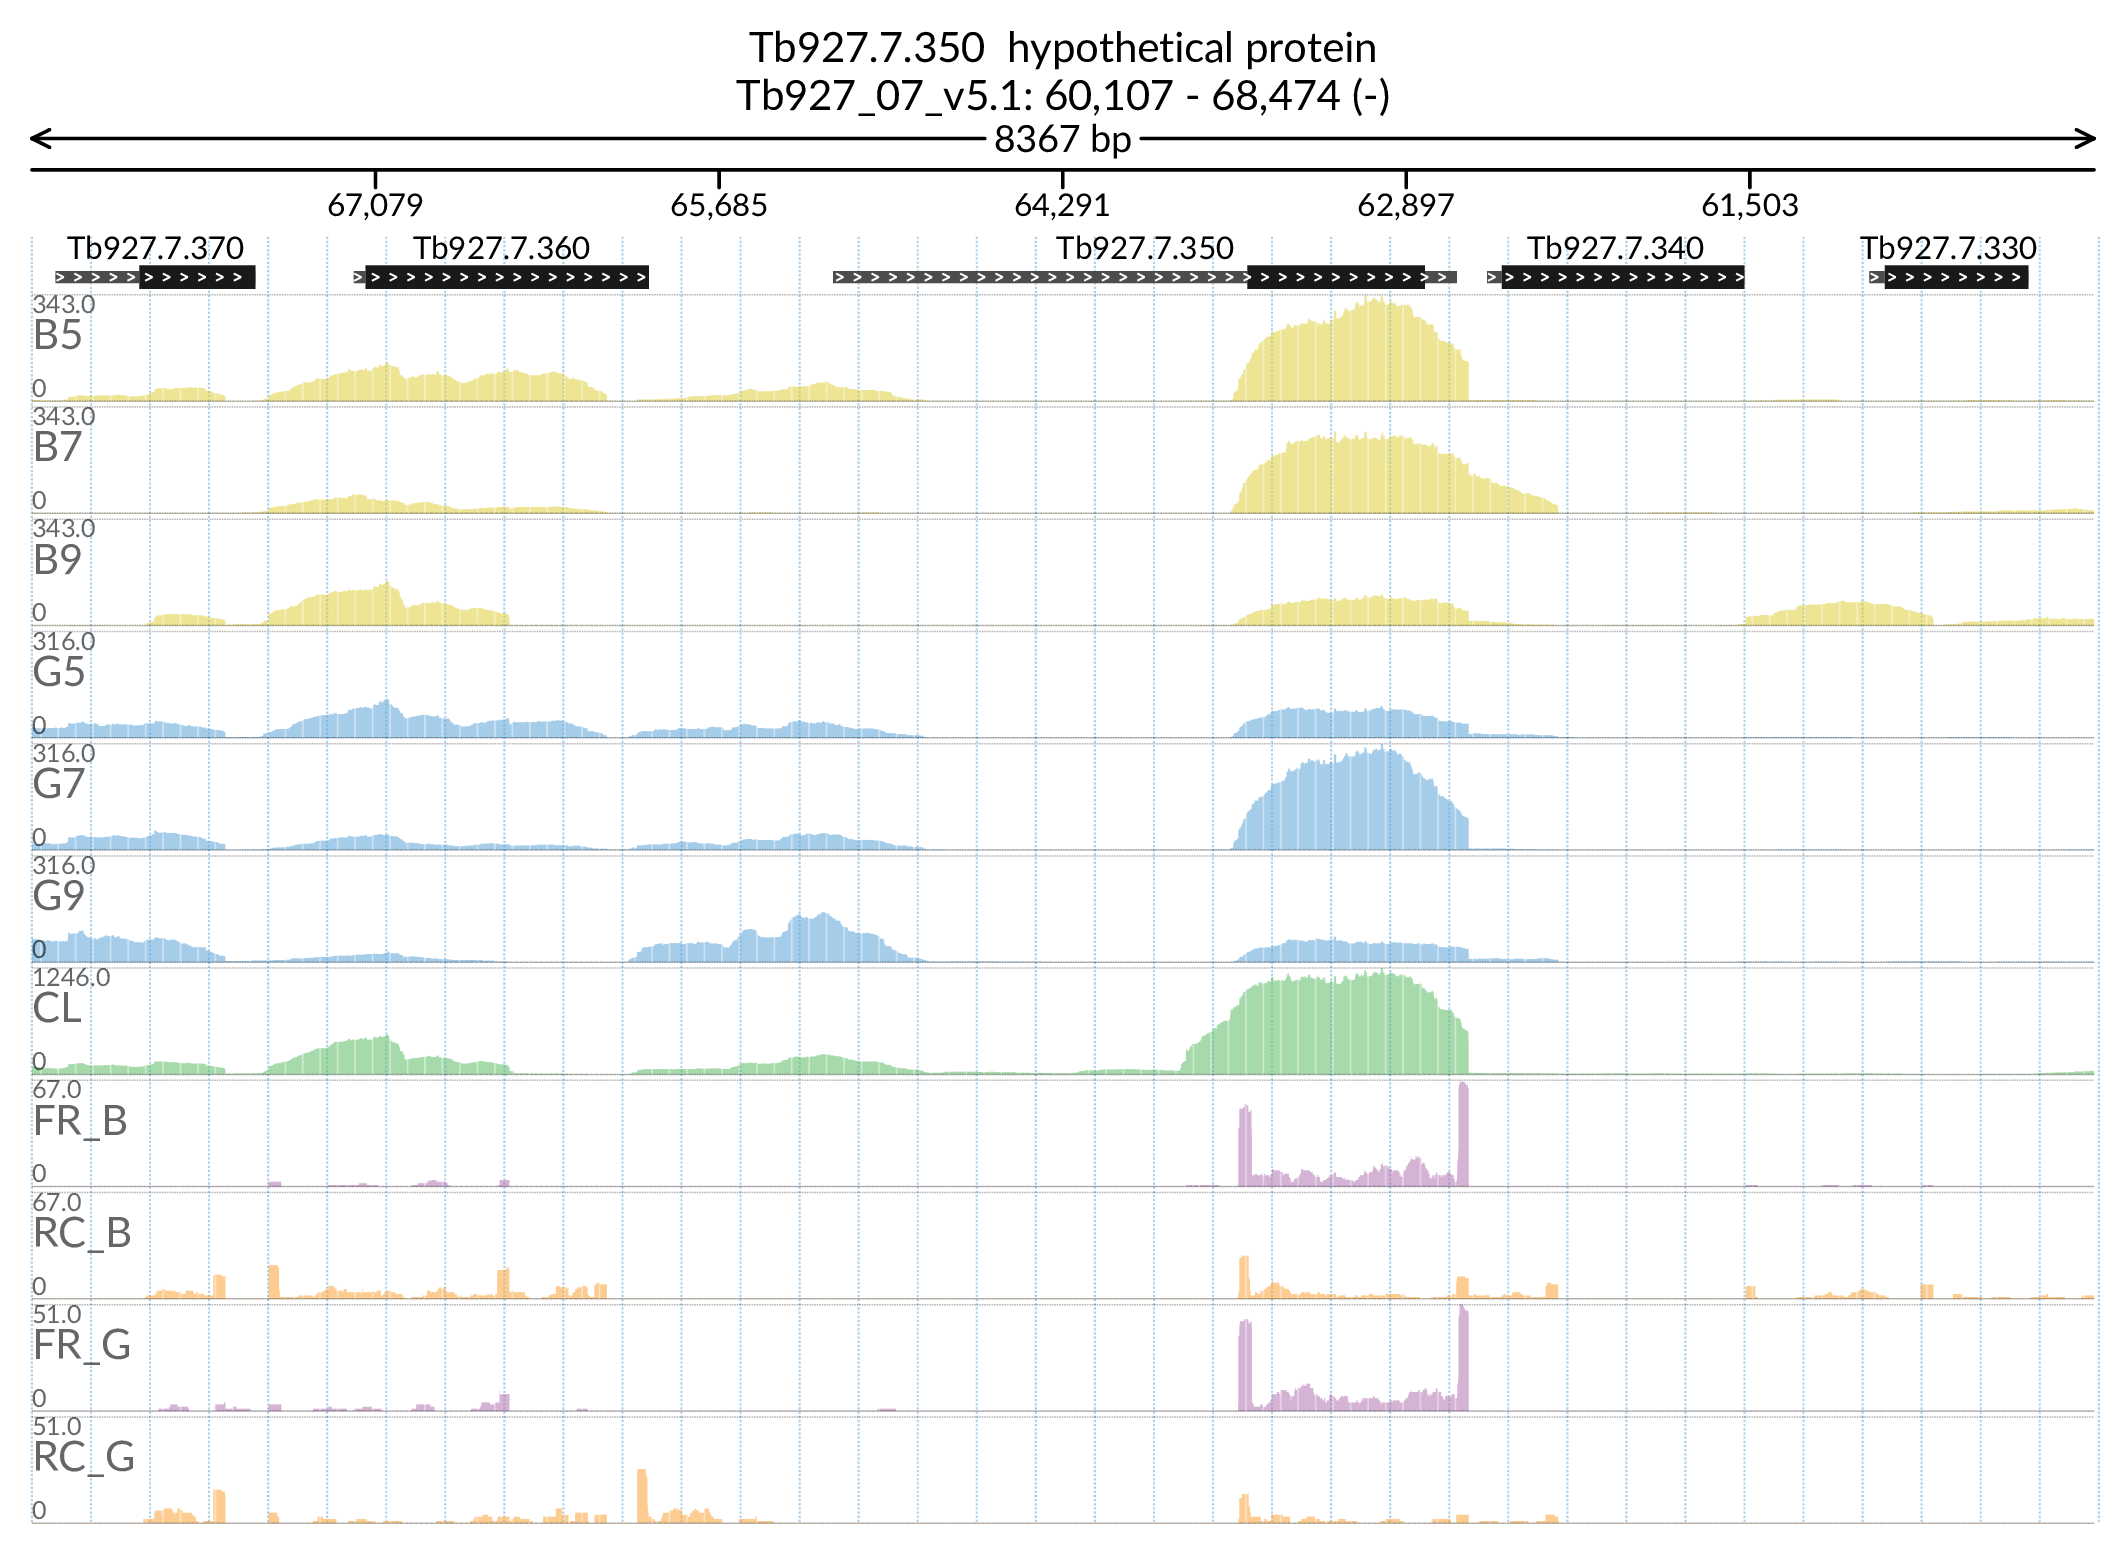 Tb927.7.350  hypothetical protein
Tb927_07_v5.1: 60,107 - 68,474 (-)
8367 bp
67,079 65,685 64,291 62,897 61,503
Tb927.7.370 Tb927.7.360 Tb927.7.350 Tb927.7.340 Tb927.7.330
343.0
B5
0
343.0
B7
0
343.0
B9
0
316.0
G5
0
316.0
G7
0
316.0
G9
0
1246.0
CL
0
67.0
FR_B
0
67.0
RC_B
0
51.0
FR_G
0
51.0
RC_G
0